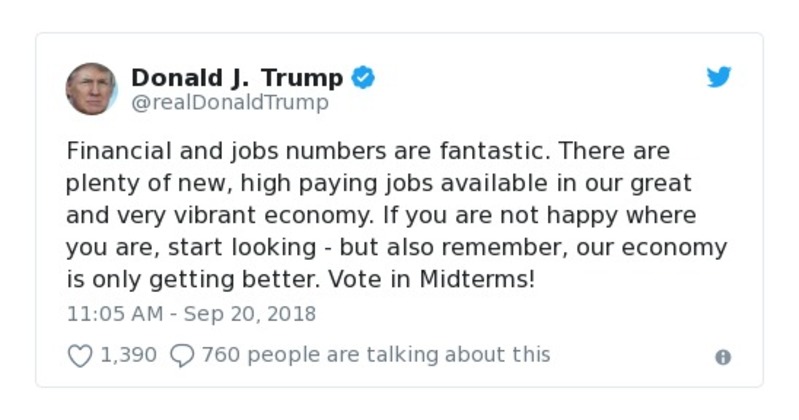 Donald J. Trump
@realDonaldTrump
Financial and jobs numbers are fantastic. There are
plenty of new, high paying jobs available in our great
and very vibrant economy. If you are not happy where
you are, start looking - but also remember, our economy
is only getting better. Vote in Midterms!
11:05 AM - Sep 20, 2018
1,390 760 people are talking about this